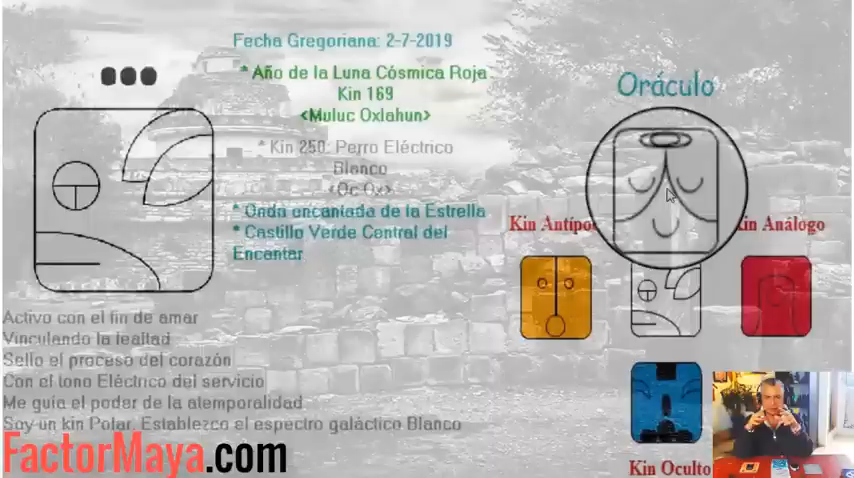 Fecha Gregoriana: 2-7-2019
* Año de la Luna Cósmica Roja
Kin 169
<Muluc Oxlahun>
* Kin 250: Perro Eléctrico
Blanco
<Oc Ox>
* Onda encantada de la Estrella
* Castillo Verde Central del
Encantar
Oráculo
Kin Antípo
Kin Análogo
Kin Oculto
Activo con el fin de amar
Vinculando la lealtad
Sello el proceso del corazón
Con el tono Eléctrico del servicio
Me guía el poder de la atemporalidad
Soy un kin Polar. Establezco el espectro galáctico Blanco
FactorMaya.com